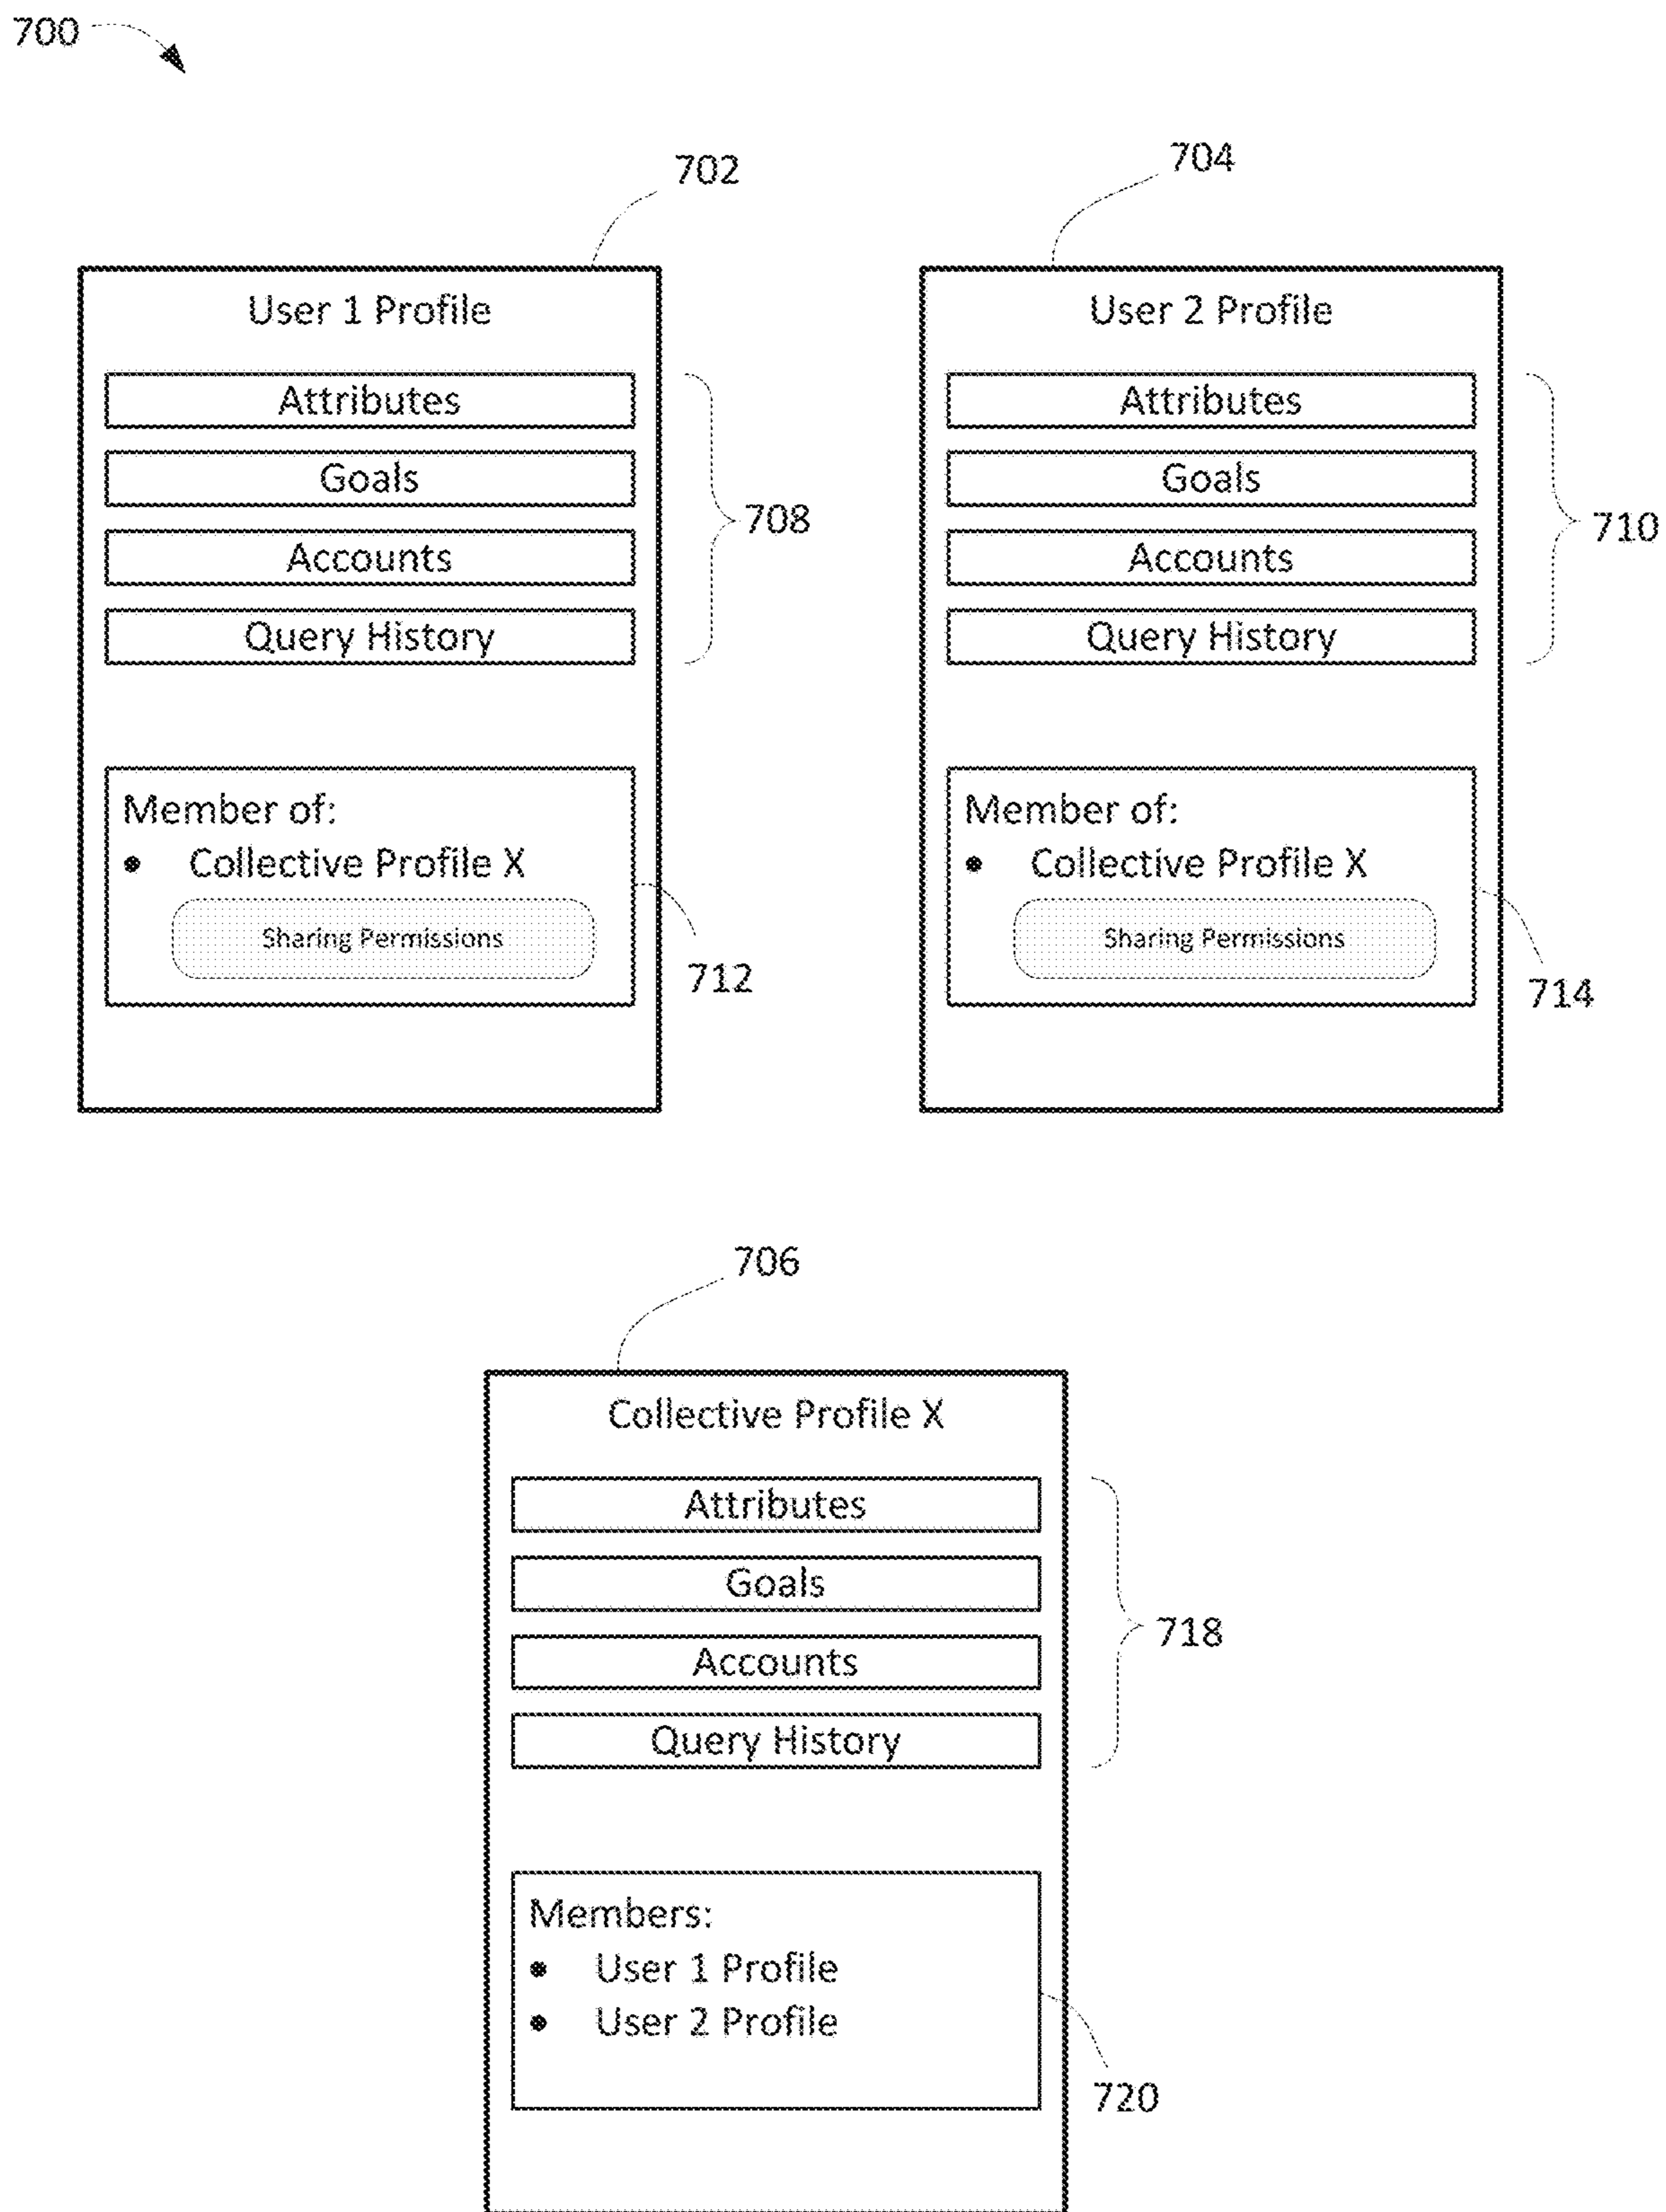 700
702
704
User 1 Profile
Attributes
Goals
Accounts
Query History
708
Member of:
• Collective Profile X
Sharing Permissions
712
User 2 Profile
Attributes
Goals
Accounts
Query History
710
Member of:
• Collective Profile X
Sharing Permissions
714
706
Collective Profile X
Attributes
Goals
Accounts
Query History
718
Members:
• User 1 Profile
• User 2 Profile
720